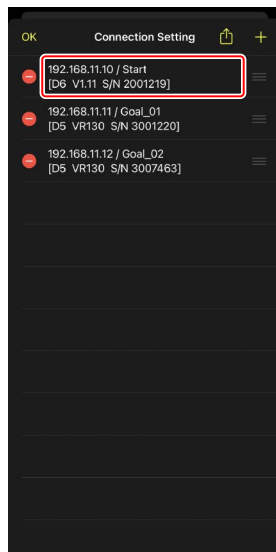 OK Connection Setting +
192.168.11.10 / Start
[D6 V1.11 S/N 2001219]
192.168.11.11 / Goal_01
[D5 VR130 S/N 3001220]
192.168.11.12 / Goal_02
[D5 VR130 S/N 3007463]